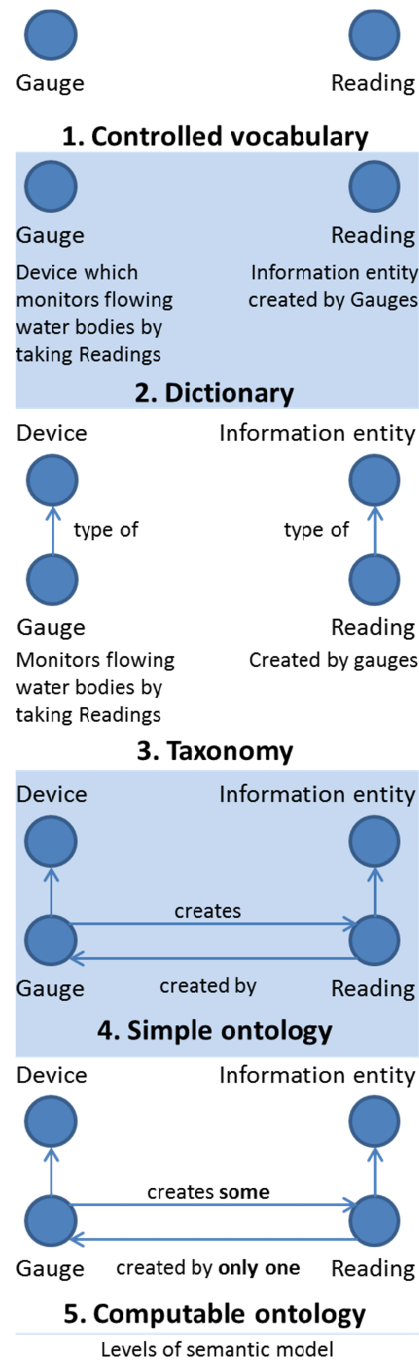 Gauge Reading
1. Controlled vocabulary
Gauge Reading
Device which Information entity
monitors flowing created by Gauges
water bodies by
taking Readings
2. Dictionary
Device Information entity
type of type of
Gauge Reading
Monitors flowing Created by gauges
water bodies by
taking Readings
3. Taxonomy
Device Information entity
creates
Gauge created by Reading
4. Simple ontology
Device Information entity
creates some
Gauge created by only one Reading
5. Computable ontology
Levels of semantic model